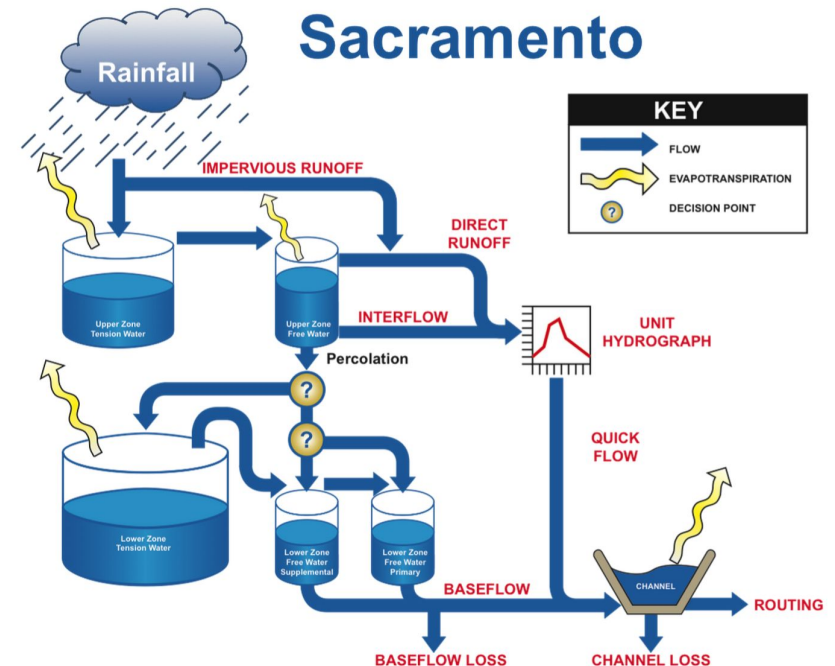 Sacramento
Rainfall
KEY
FLOW
EVAPOTRANSPIRATION
?
DECISION POINT
IMPERVIOUS RUNOFF
DIRECT
RUNOFF
Upper Zone
Tension Water
Upper Zone
Free Water
INTERFLOW
UNIT
HYDROGRAPH
Percolation
?
?
QUICK
FLOW
Lower Zone
Tension Water
Lower Zone
Free Water
Supplemental
Lower Zone
Free Water
Primary
BASEFLOW
CHANNEL
ROUTING
BASEFLOW LOSS
CHANNEL LOSS